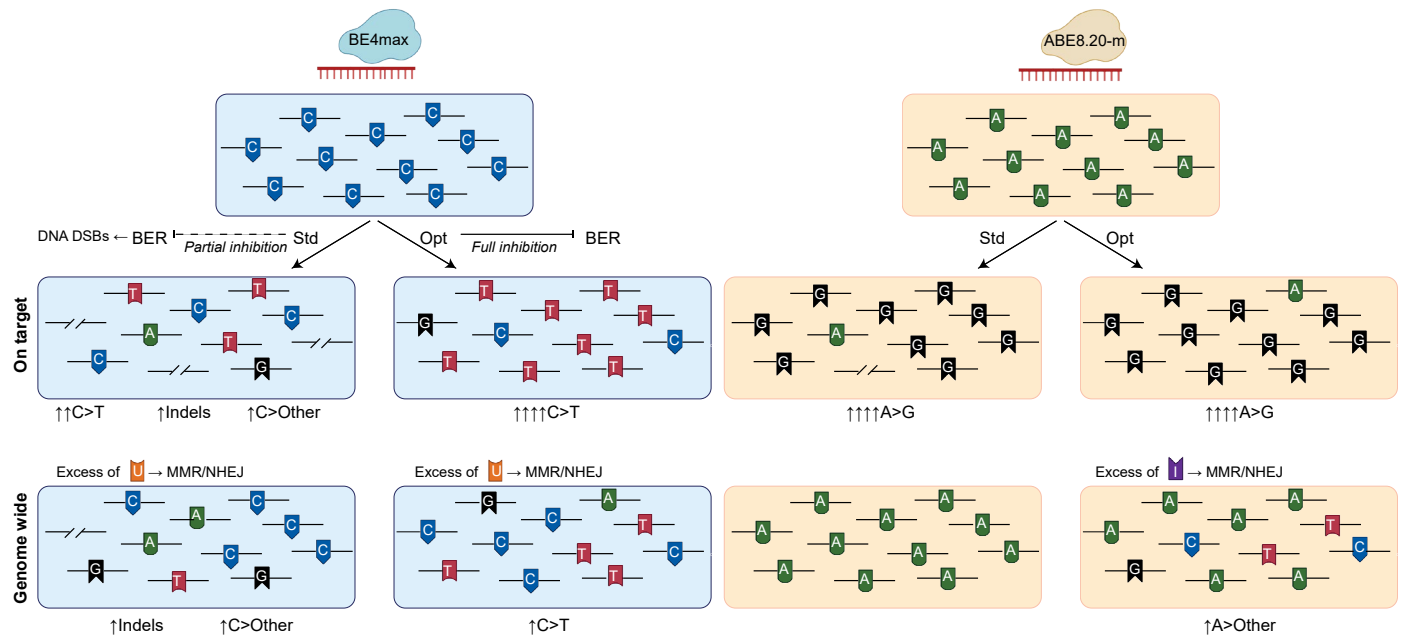 BE4max
ABE8.20-m
C C C C C C C C C C C
A A A A A A A A A A A
DNA DSBs ← BER
Partial inhibition
Std
Opt
Full inhibition
BER
Std
Opt
On target
T T C C A T C G
T T T T G C C T T T T
G G G G G A G G G G
G A G G G G G G G G G
↑↑C>T ↑Indels ↑C>Other
↑↑↑↑C>T
↑↑↑↑A>G
↑↑↑↑A>G
Genome wide
Excess of U → MMR/NHEJ
Excess of U → MMR/NHEJ
Excess of I → MMR/NHEJ
C C A C A C C G T G
G A C T C C T C T C T
A A A A A A A A A A A
A A A T A C T C G A A
↑Indels ↑C>Other
↑C>T
↑A>Other